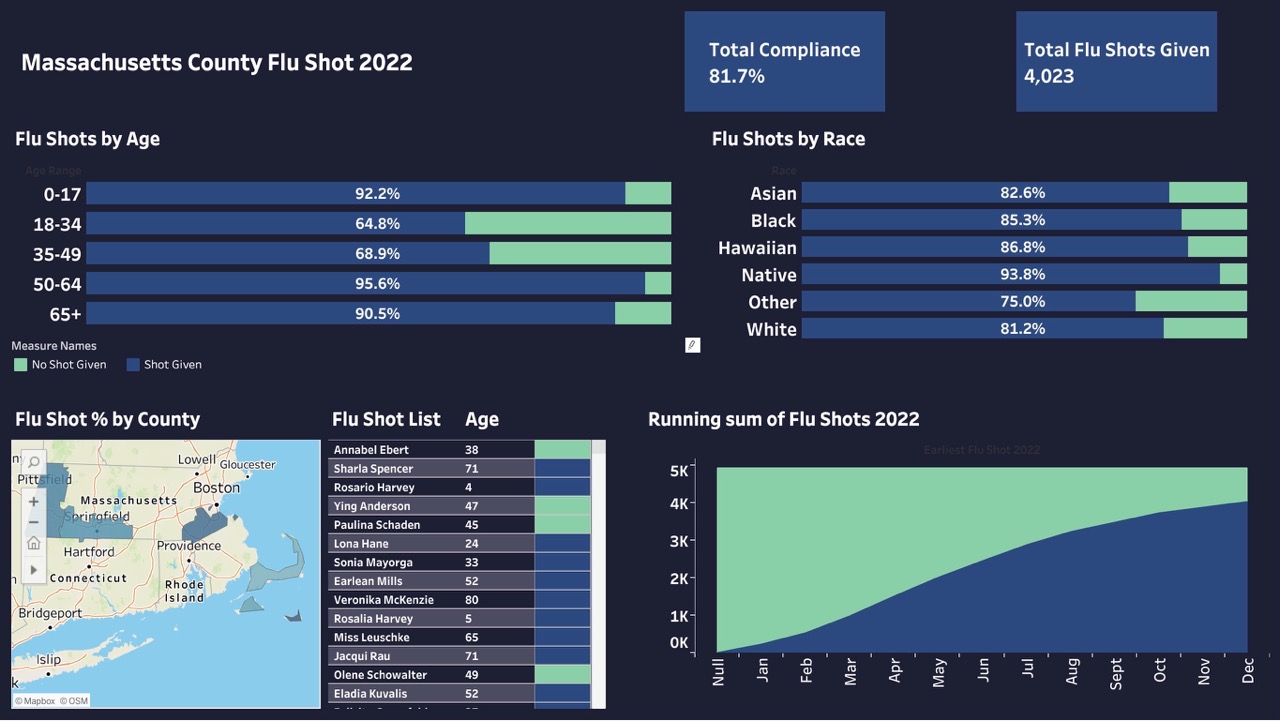 Massachusetts County Flu Shot 2022
Total Compliance
81.7%
Total Flu Shots Given
4,023
Flu Shots by Age
Age Range
0-17 92.2%
18-34 64.8%
35-49 68.9%
50-64 95.6%
65+ 90.5%
Measure Names
No Shot Given Shot Given
Flu Shots by Race
Race
Asian 82.6%
Black 85.3%
Hawaiian 86.8%
Native 93.8%
Other 75.0%
White 81.2%
Flu Shot % by County
Lowell
Gloucester
Pittsfield
Boston
Massachusetts
Springfield
Hartford
Providence
Connecticut
Rhode
Island
Bridgeport
Islip
© Mapbox © OSM
Flu Shot List Age
Annabel Ebert 38
Sharla Spencer 71
Rosario Harvey 4
Ying Anderson 47
Paulina Schaden 45
Lona Hane 24
Sonia Mayorga 33
Earlean Mills 52
Veronika McKenzie 80
Rosalia Harvey 5
Miss Leuschke 65
Jacqui Rau 71
Olene Schowalter 49
Eladia Kuvalis 52
Running sum of Flu Shots 2022
Earliest Flu Shot 2022
5K
4K
3K
2K
1K
0K
Null Jan Feb Mar Apr May Jun Jul Aug Sept Oct Nov Dec